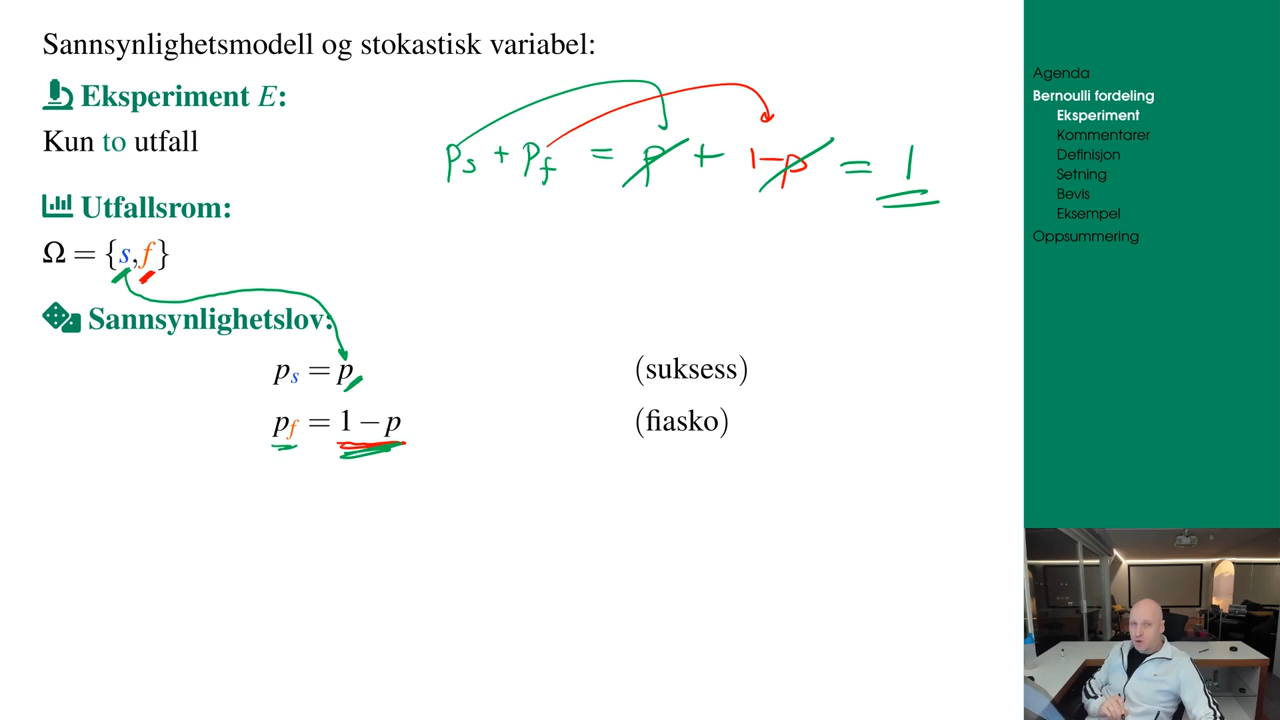 Sannsynlighetsmodell og stokastisk variabel:
Eksperiment E:
Kun to utfall
p_s + p_f = p + 1-p = 1
Utfallsrom:
Ω = {s,f}
Sannsynlighetslov:
p_s = p (suksess)
p_f = 1 − p (fiasko)
Agenda
Bernoulli fordeling
Eksperiment
Kommentarer
Definisjon
Setning
Bevis
Eksempel
Oppsummering